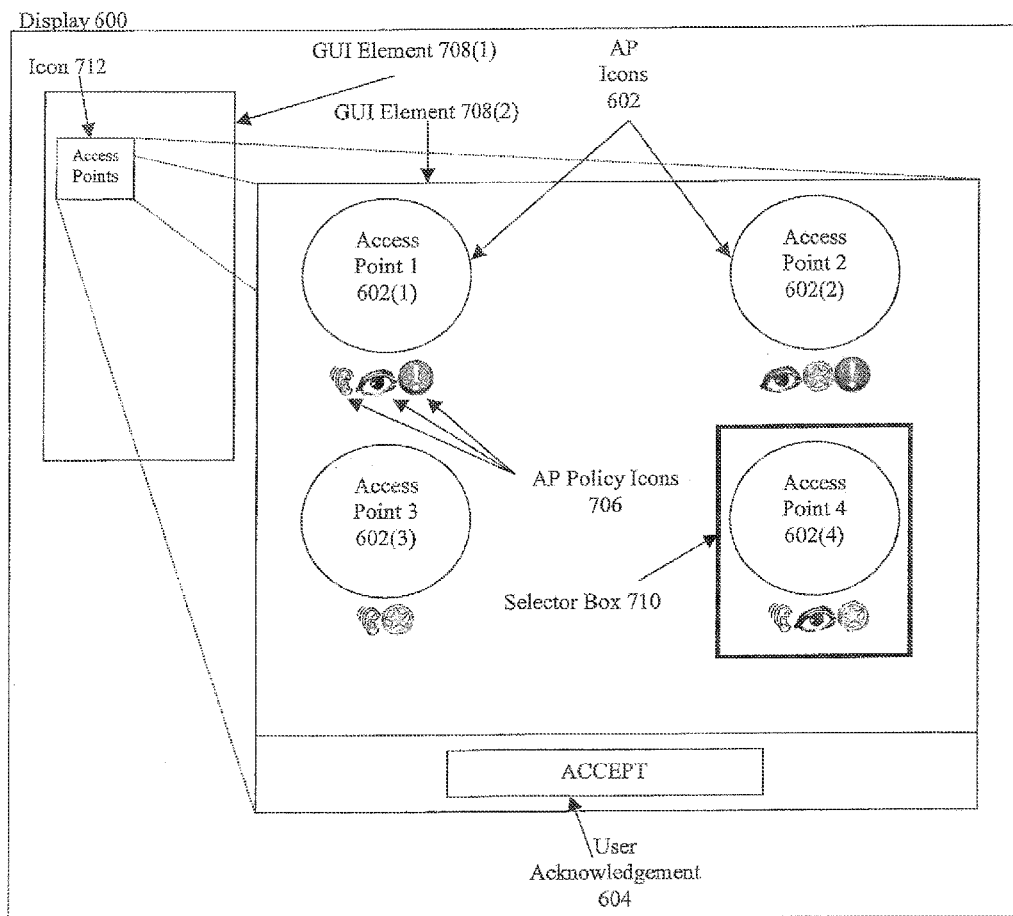 Display 600
Icon 712
GUI Element 708(1)
GUI Element 708(2)
AP
Icons
602
Access
Points
Access
Point 1
602(1)
Access
Point 2
602(2)
Access
Point 3
602(3)
AP Policy Icons
706
Access
Point 4
602(4)
Selector Box 710
ACCEPT
User
Acknowledgement
604